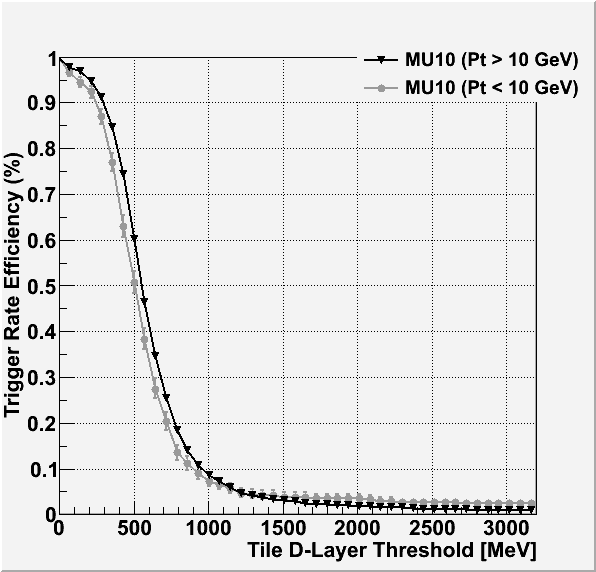 MU10 (Pt > 10 GeV)
MU10 (Pt < 10 GeV)
Trigger Rate Efficiency (%)
1
0.9
0.8
0.7
0.6
0.5
0.4
0.3
0.2
0.1
0
0 500 1000 1500 2000 2500 3000
Tile D-Layer Threshold [MeV]